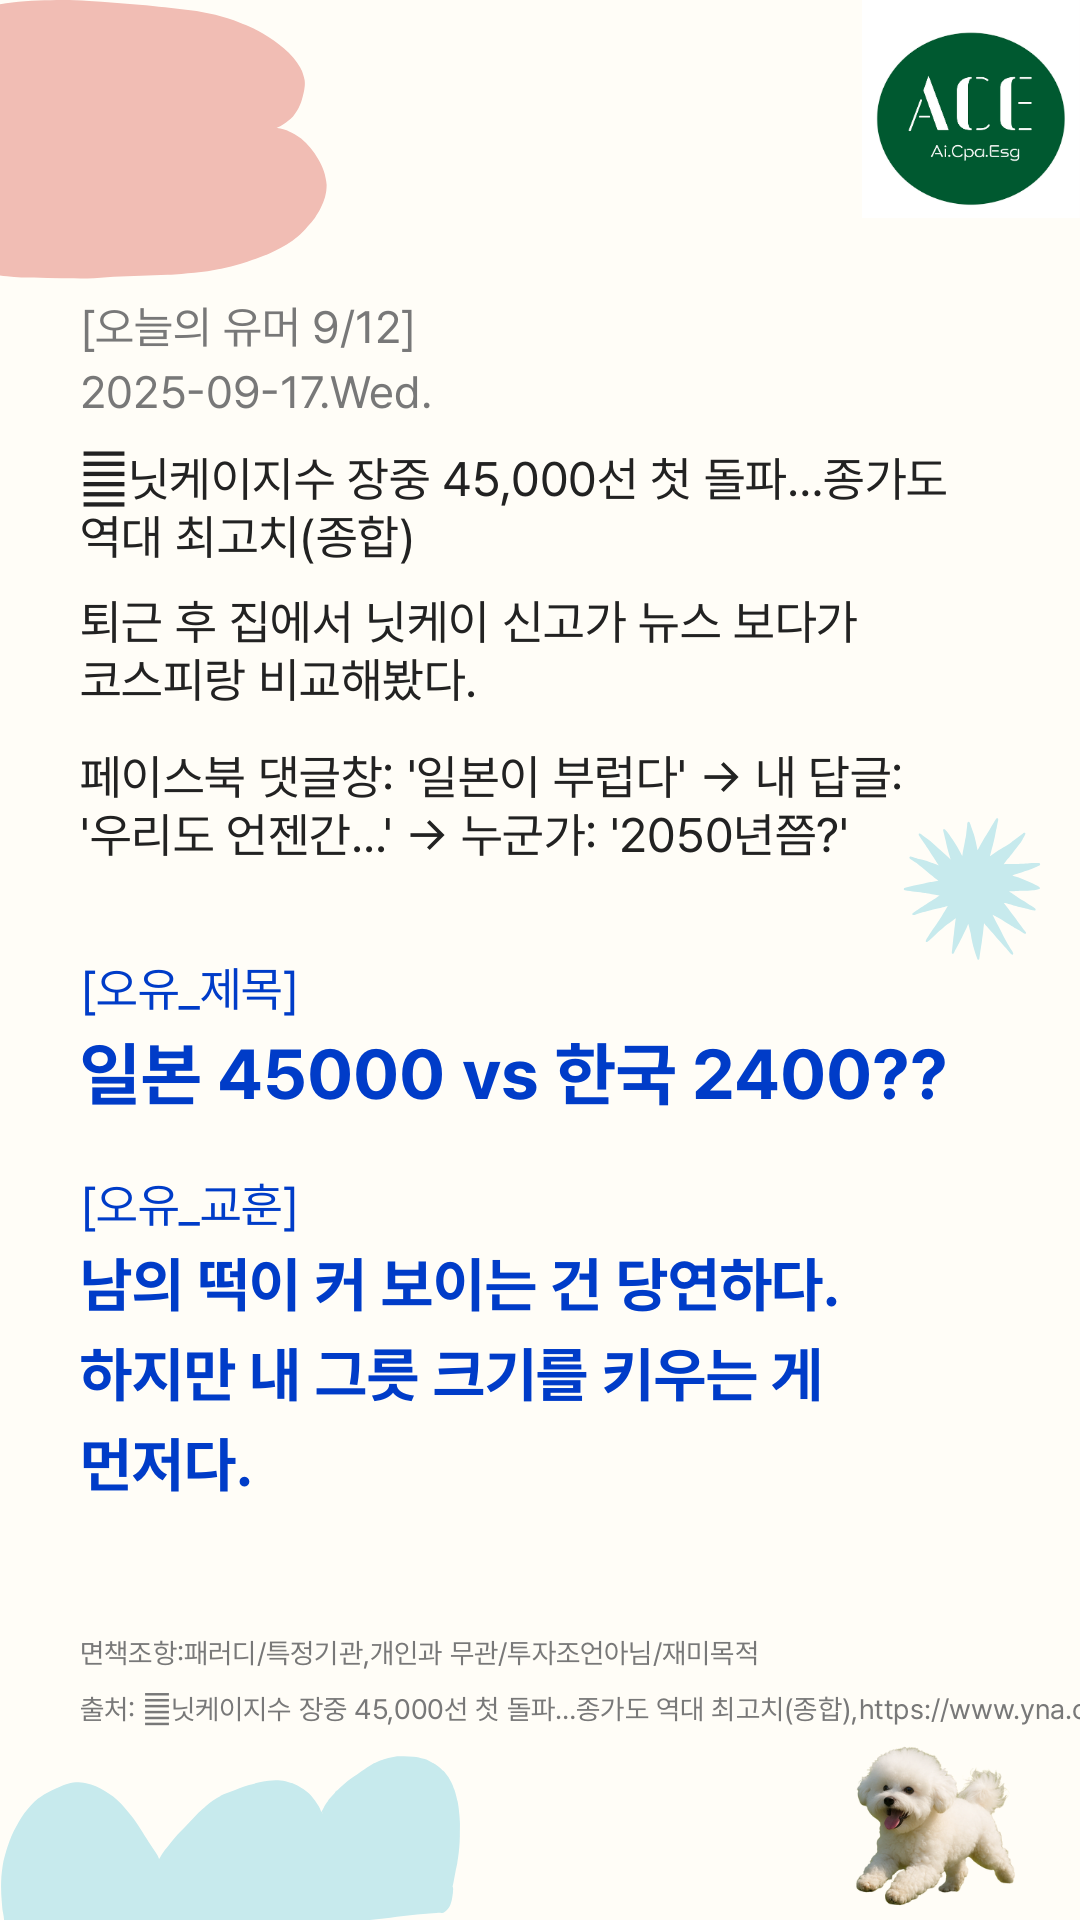 ACE
Ai.Cpa.Esg
[오늘의 유머 9/12]
2025-09-17.Wed.
닛케이지수 장중 45,000선 첫 돌파...종가도
역대 최고치(종합)
퇴근 후 집에서 닛케이 신고가 뉴스 보다가
코스피랑 비교해봤다.
페이스북 댓글창: '일본이 부럽다' → 내 답글:
'우리도 언젠간...' → 누군가: '2050년쯤?'
[오유_제목]
일본 45000 vs 한국 2400??
[오유_교훈]
남의 떡이 커 보이는 건 당연하다.
하지만 내 그릇 크기를 키우는 게
먼저다.
면책조항:패러디/특정기관,개인과 무관/투자조언아님/재미목적
출처: 닛케이지수 장중 45,000선 첫 돌파...종가도 역대 최고치(종합),https://www.yna.c